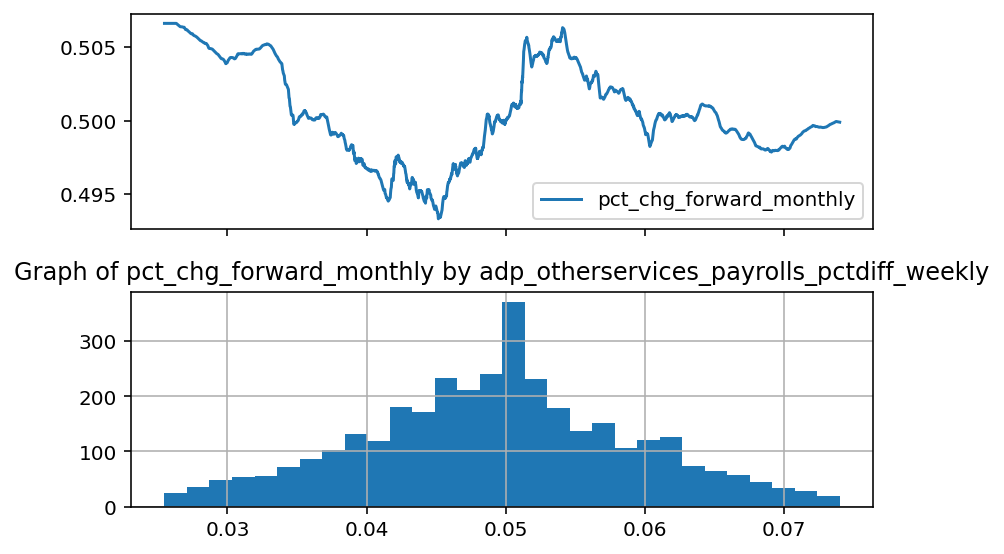 0.505
0.500
0.495
pct_chg_forward_monthly
Graph of pct_chg_forward_monthly by adp_otherservices_payrolls_pctdiff_weekly
300
200
100
0
0.03 0.04 0.05 0.06 0.07